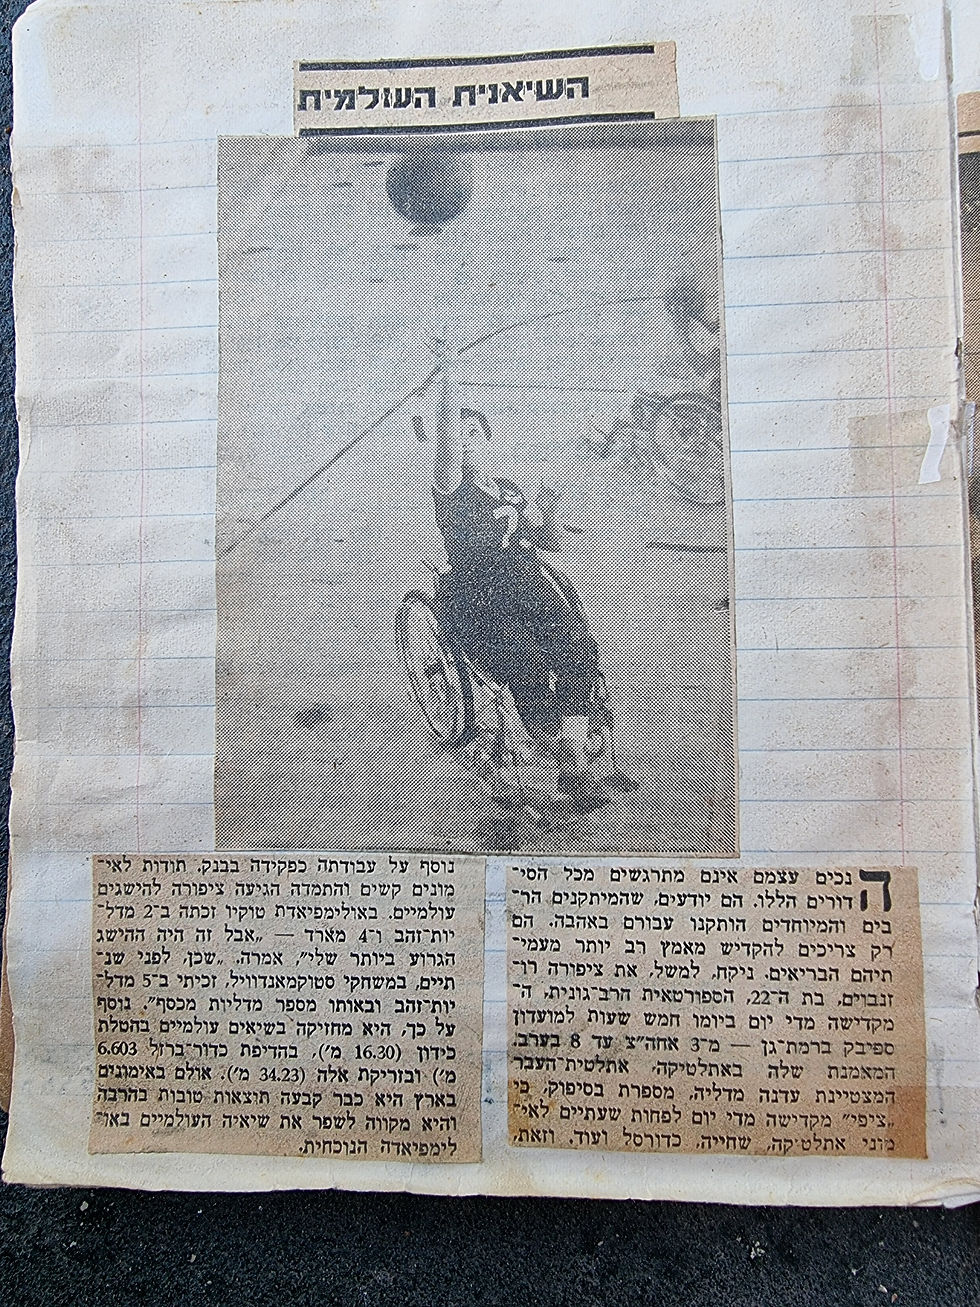 השיאנית העולמית
הנכים עצמם אינם מתרגשים מכל הסי־
דורים הללו. הם יודעים, שהמיתקנים הר־
בים והמיוחדים הותקנו עבורם באהבה. הם
רק צריכים להקדיש מאמץ רב יותר מעמי־
תיהם הבריאים. ניקח, למשל, את ציפורה רו־
זנבוים, בת ה־22, הספורטאית הרב־גונית, ה־
מקדישה מדי יום ביומו חמש שעות למועדון
ספיבק ברמת־גן — מ־3 אחה״צ עד 8 בערב.
המאמנת שלה באתלטיקה, אתלטית־העבר
המצטיינת עדנה מדליה, מספרת בסיפוק, כי
„ציפי״ מקדישה מדי יום לפחות שעתיים לאי־
מוני אתלטיקה, שחייה, כדורסל ועוד. וזאת,
נוסף על עבודתה כפקידה בבנק. תודות לאי־
מונים קשים והתמדה הגיעה ציפורה להישגים
עולמיים. באולימפיאדת טוקיו זכתה ב־2 מדל־
יות־זהב ו־4 מארד — „אבל זה היה ההישג
הגרוע ביותר שלי״, אמרה. „שכן, לפני שנ־
תיים, במשחקי סטוקמאנדוויל, זכיתי ב־5 מדל־
יות־זהב ובאותו מספר מדליות מכסף״. נוסף
על כך, היא מחזיקה בשיאים עולמיים בהטלת
כידון (16.30 מ׳), בהדיפת כדור־ברזל 6.603
מ׳) ובזריקת אלה (34.23 מ׳). אולם באימונים
בארץ היא כבר קבעה תוצאות טובות בהרבה
והיא מקווה לשפר את שיאיה העולמיים באו־
לימפיאדה הנוכחית.